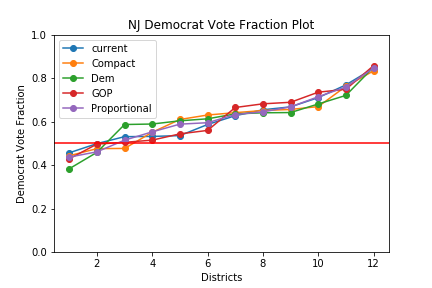 NJ Democrat Vote Fraction Plot
1.0
0.8
0.6
0.4
0.2
0.0
Democrat Vote Fraction
current
Compact
Dem
GOP
Proportional
2 4 6 8 10 12
Districts